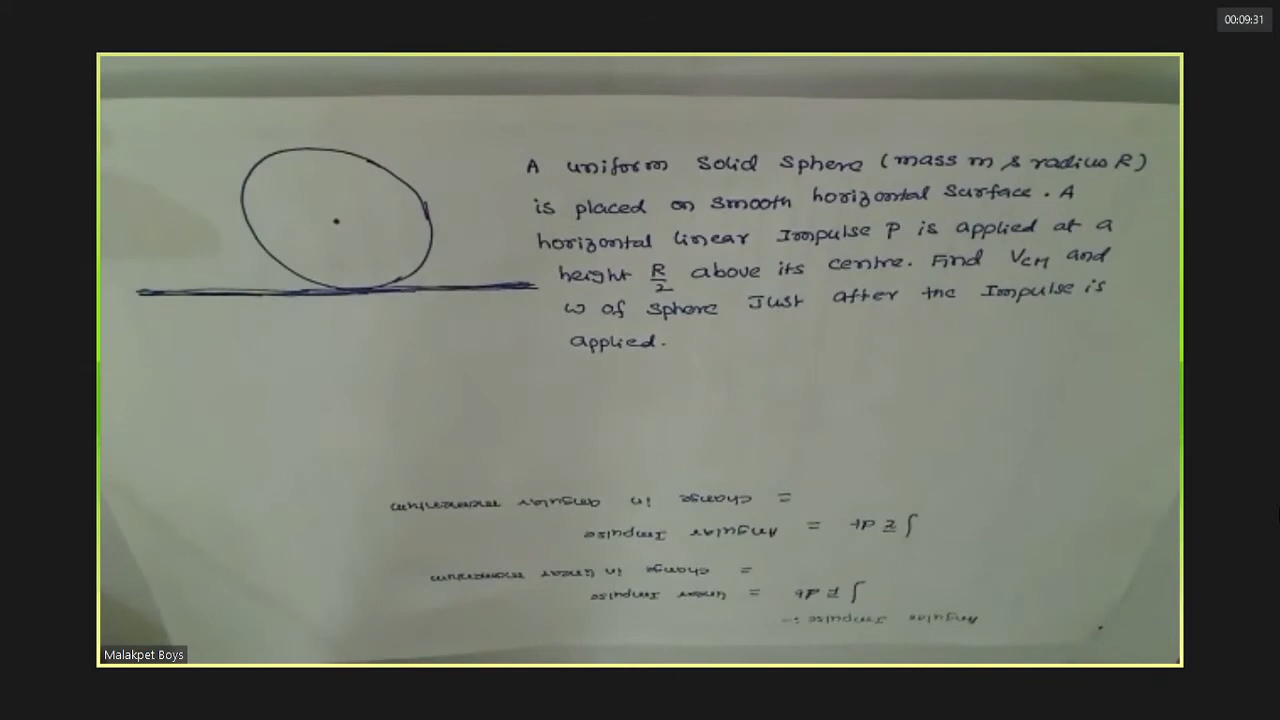 00:09:31
A uniform Solid Sphere (mass m & radius R)
is placed on smooth horizontal Surface. A
horizontal linear Impulse P is applied at a
height R/2 above its centre. Find VCM and
ω of sphere Just after the Impulse is
applied.
Angular Impulse :-
∫ F dt = Linear Impulse
= change in linear momentum
∫ τ dt = Angular Impulse
= change in angular momentum
Malakpet Boys